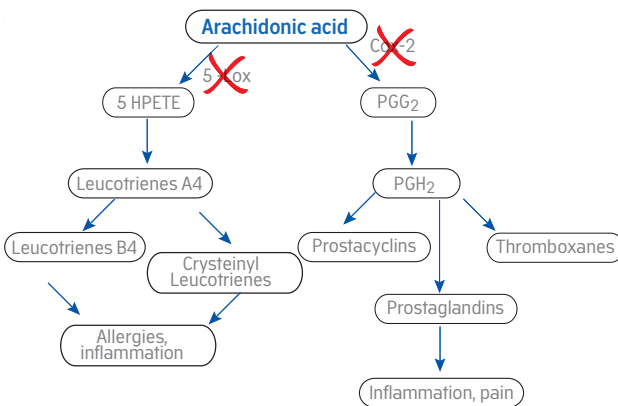 Arachidonic acid
5-Lox
Cox-2
5 HPETE
PGG2
Leucotrienes A4
PGH2
Leucotrienes B4
Crysteinyl
Leucotrienes
Prostacyclins
Thromboxanes
Allergies,
inflammation
Prostaglandins
Inflammation, pain